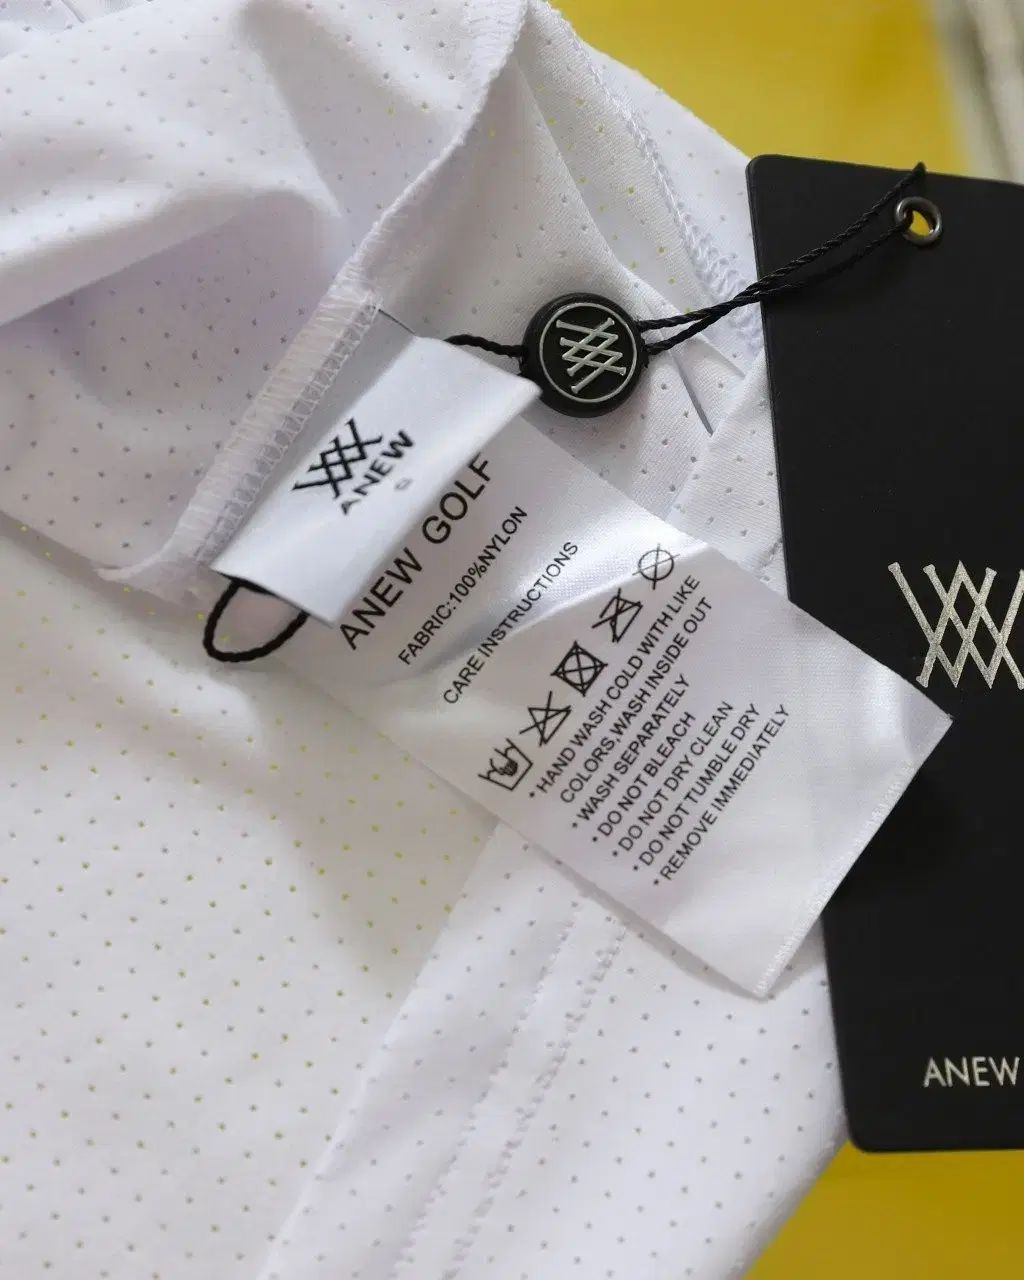 ANEW
ANEW GOLF
FABRIC:100%NYLON
CARE INSTRUCTIONS
• HAND WASH COLD WITH LIKE
COLORS.WASH INSIDE OUT
• WASH SEPARATELY
• DO NOT BLEACH
• DO NOT DRY CLEAN
• DO NOT TUMBLE DRY
• REMOVE IMMEDIATELY
ANEW